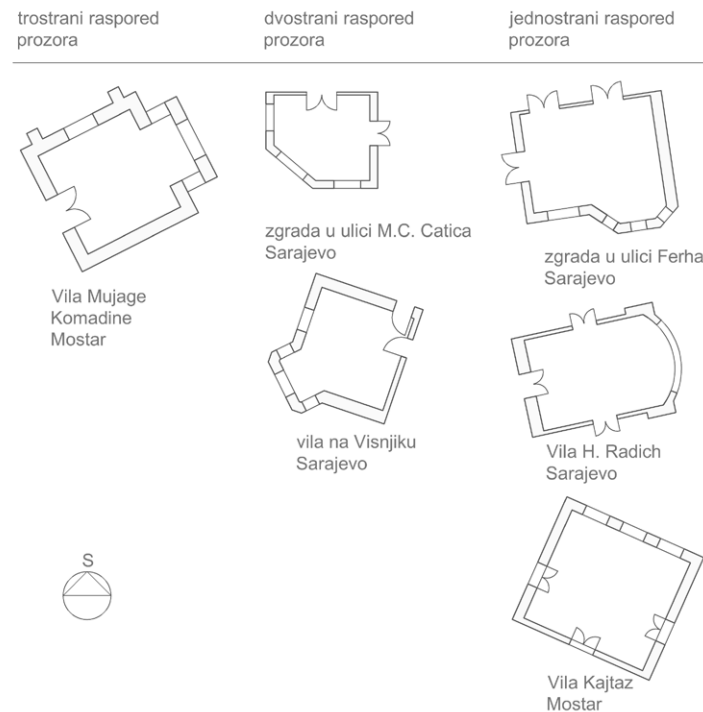 trostrani raspored
prozora
dvostrani raspored
prozora
jednostrani raspored
prozora
Vila Mujage
Komadine
Mostar
zgrada u ulici M.C. Catica
Sarajevo
vila na Visnjiku
Sarajevo
zgrada u ulici Ferha
Sarajevo
Vila H. Radich
Sarajevo
Vila Kajtaz
Mostar
S